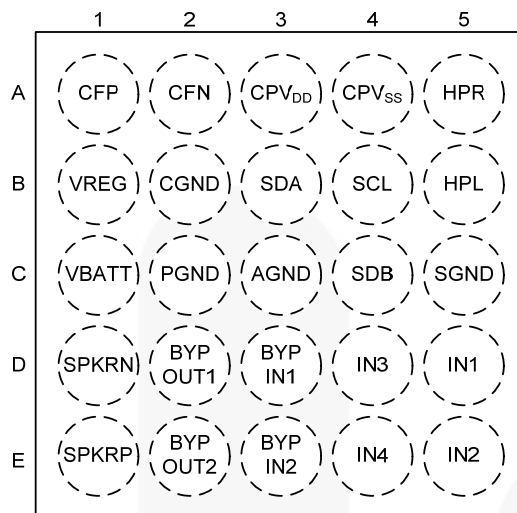 1 2 3 4 5
A CFP CFN CPVDD CPVSS HPR
B VREG CGND SDA SCL HPL
C VBATT PGND AGND SDB SGND
D SPKRN BYP OUT1 BYP IN1 IN3 IN1
E SPKRP BYP OUT2 BYP IN2 IN4 IN2